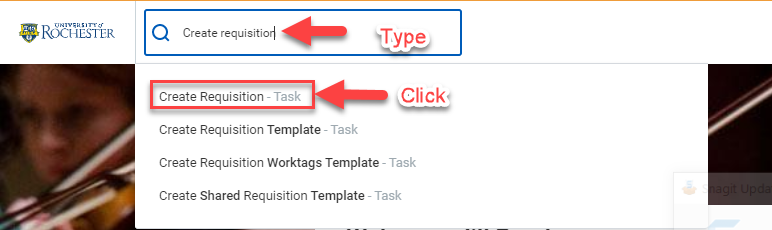 UNIVERSITY of
ROCHESTER
Create requisition
Type
Create Requisition - Task
Click
Create Requisition Template - Task
Create Requisition Worktags Template - Task
Create Shared Requisition Template - Task
Snagit Upda